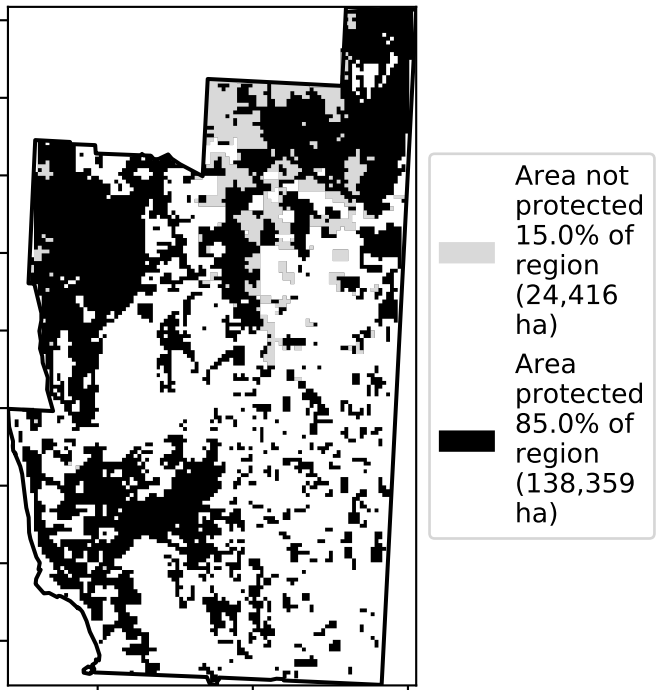 Area not
protected
15.0% of
region
(24,416
ha)
Area
protected
85.0% of
region
(138,359
ha)